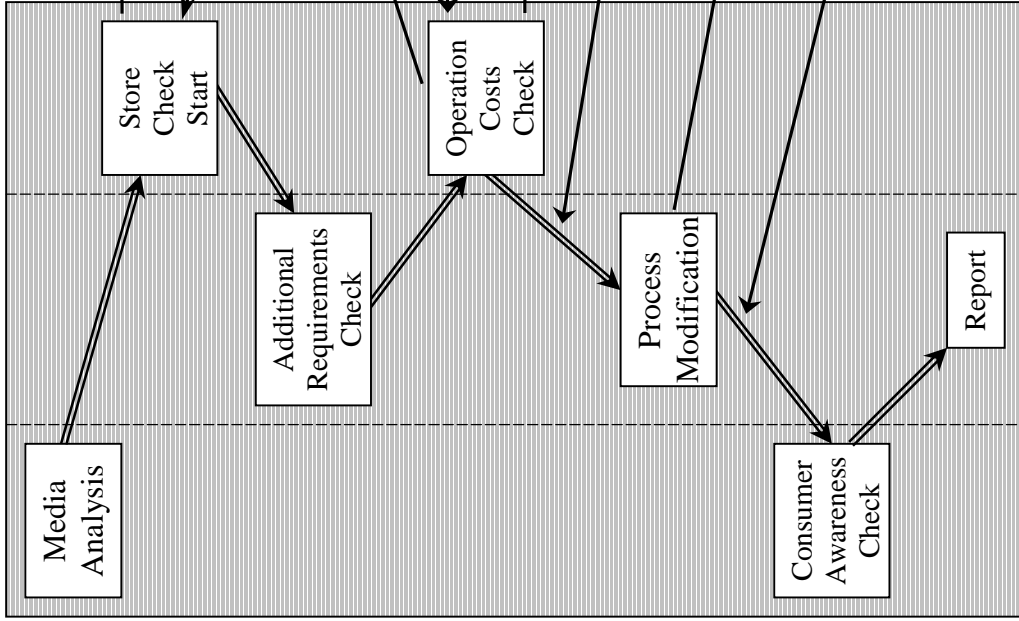 Media
Analysis
Store
Check
Start
Additional
Requirements
Check
Operation
Costs
Check
Process
Modification
Consumer
Awareness
Check
Report